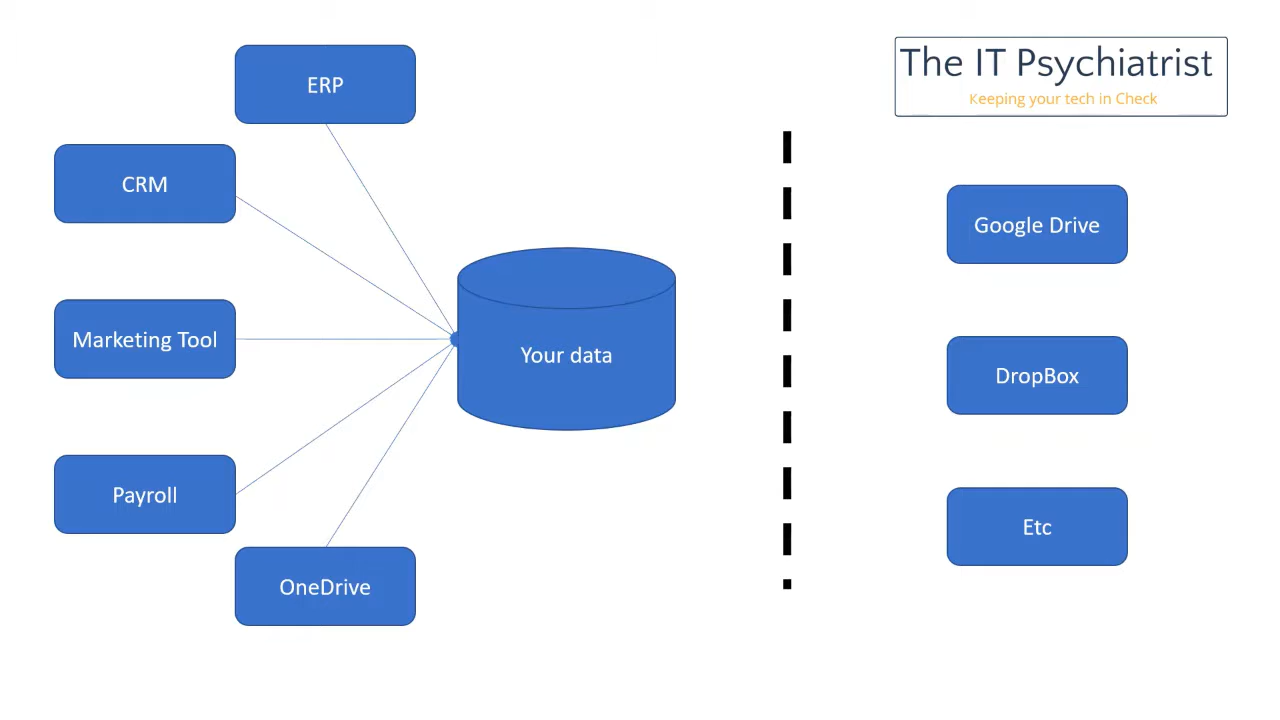 The IT Psychiatrist
Keeping your tech in Check
ERP
CRM
Marketing Tool
Payroll
OneDrive
Your data
Google Drive
DropBox
Etc